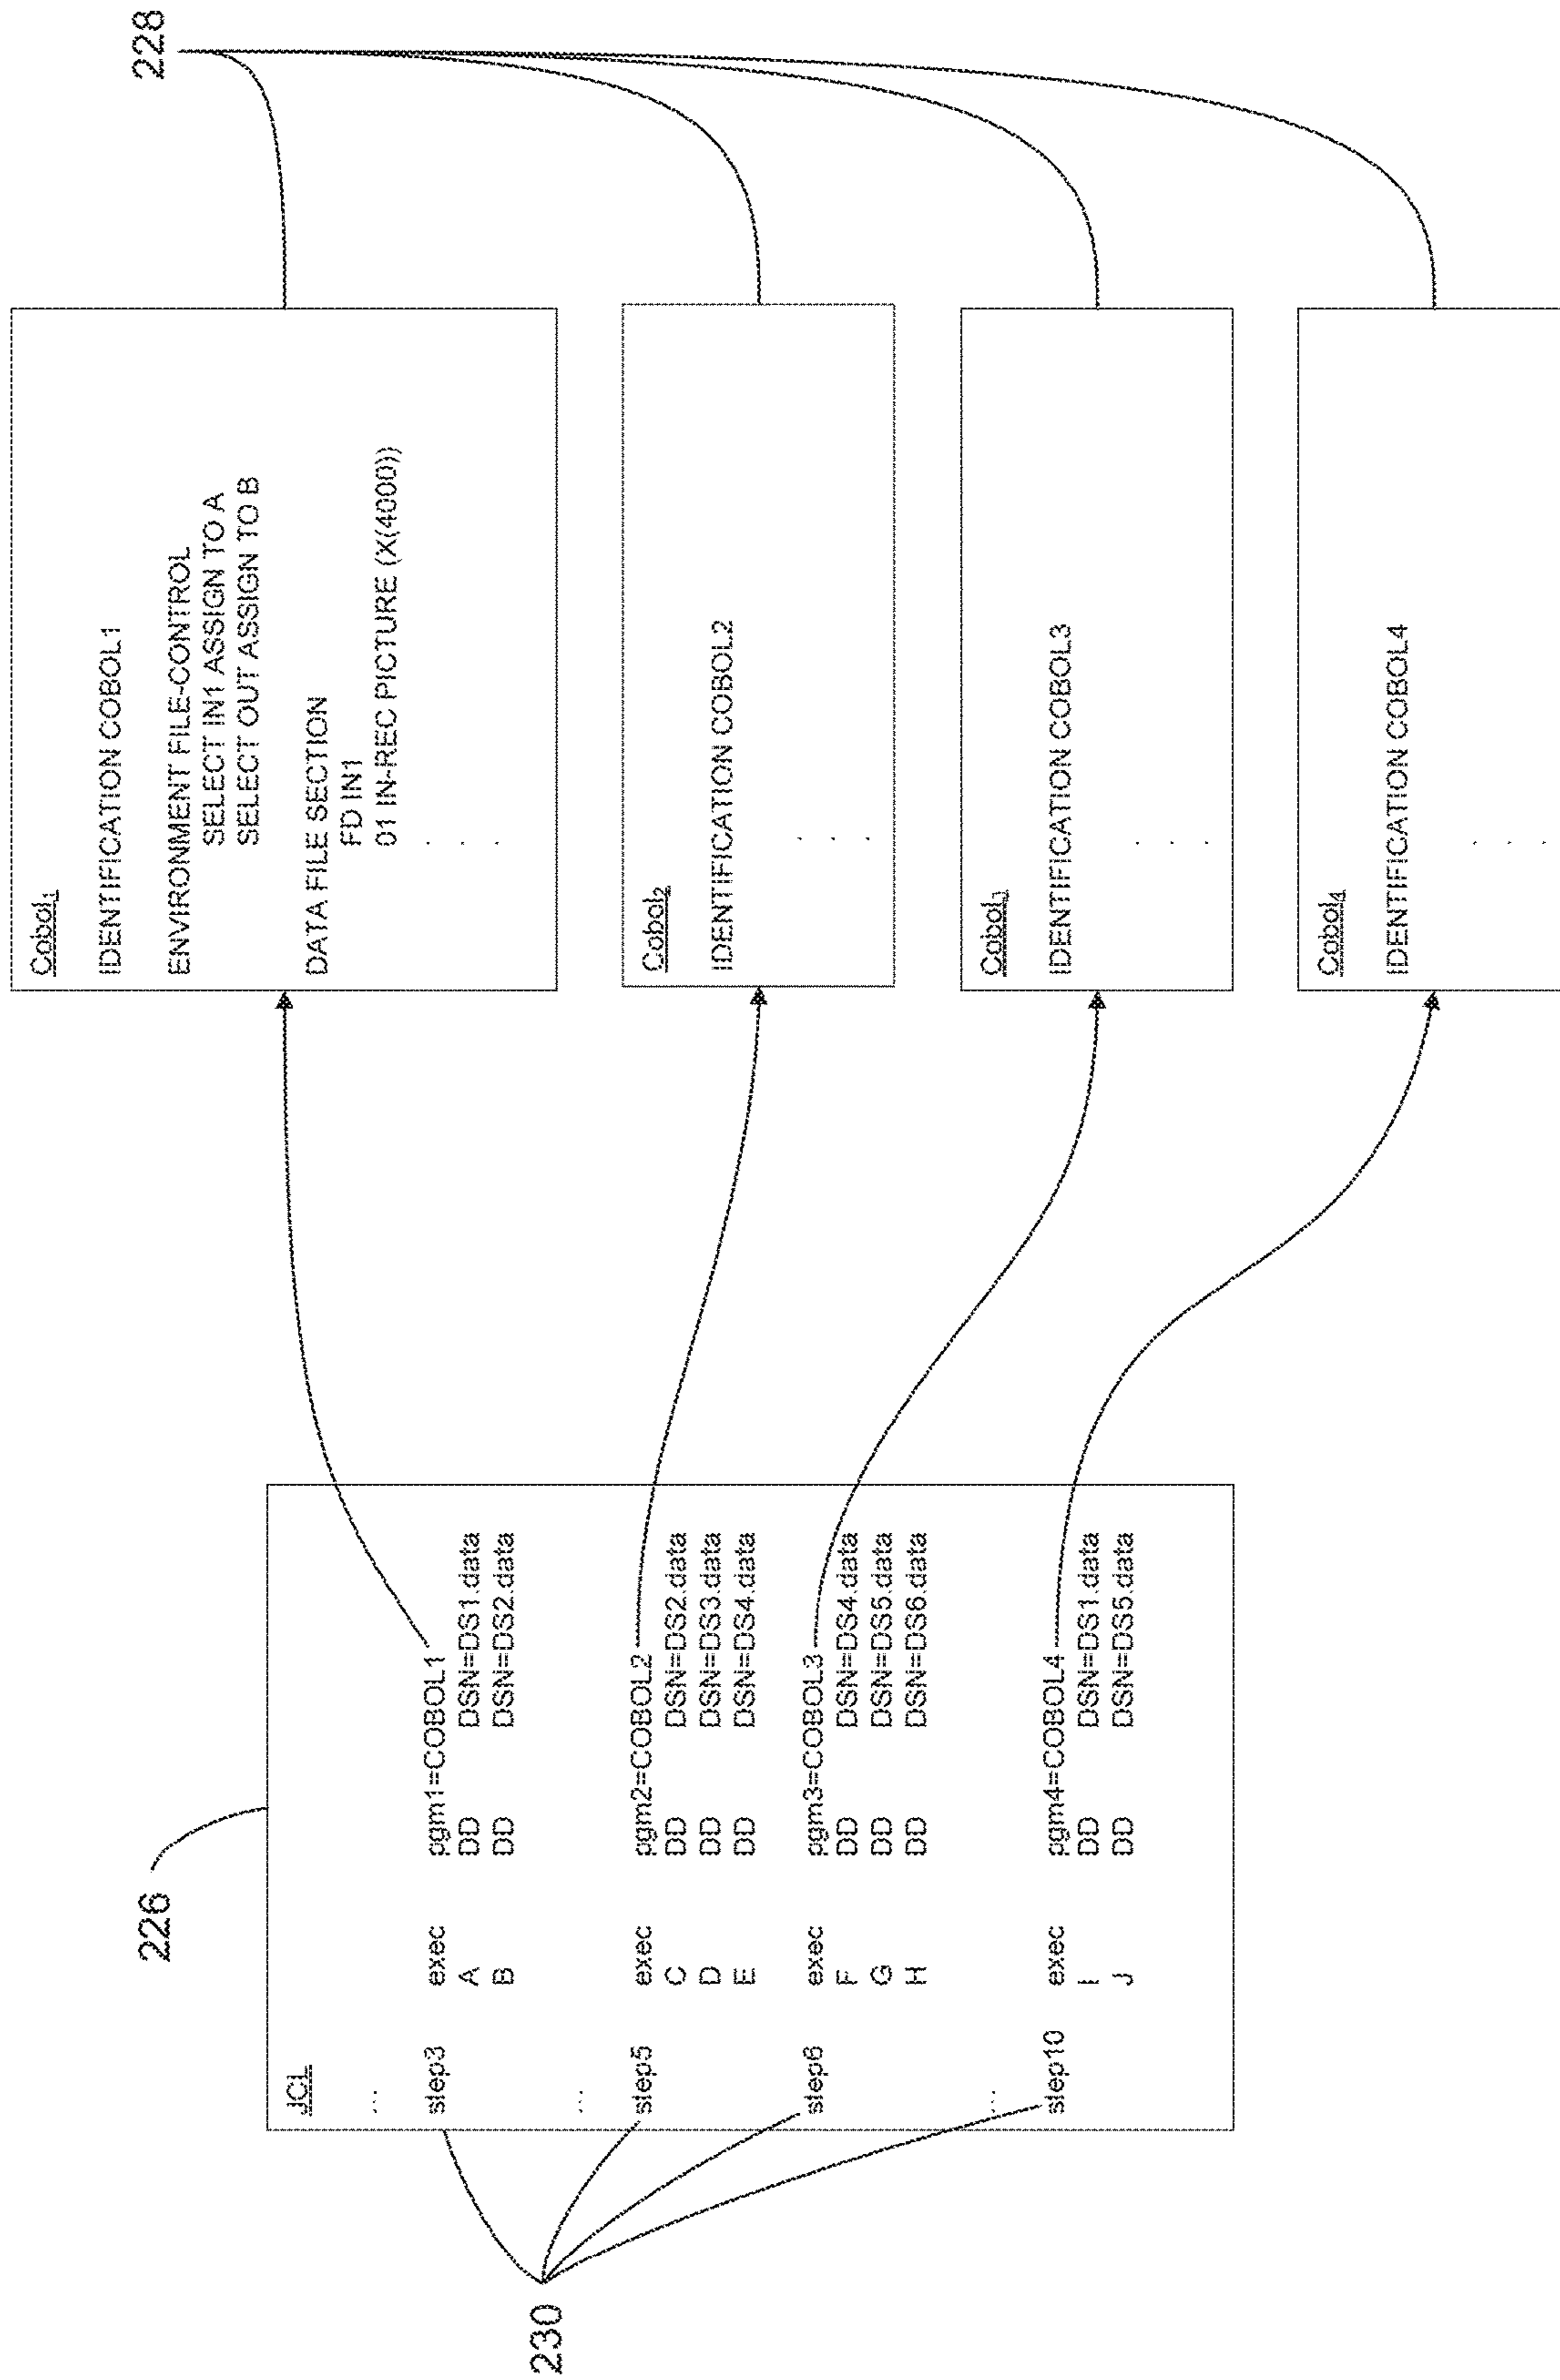 226
230
JCL
...
step3 exec pgm1=COBOL1
A DD DSN=DS1.data
B DD DSN=DS2.data
...
step5 exec pgm2=COBOL2
C DD DSN=DS2.data
D DD DSN=DS3.data
E DD DSN=DS4.data
step6 exec pgm3=COBOL3
F DD DSN=DS4.data
G DD DSN=DS5.data
H DD DSN=DS6.data
...
step10 exec pgm4=COBOL4
I DD DSN=DS1.data
J DD DSN=DS5.data
228
Cobol₁
IDENTIFICATION COBOL1
ENVIRONMENT FILE-CONTROL
SELECT IN1 ASSIGN TO A
SELECT OUT ASSIGN TO B
DATA FILE SECTION
FD IN1
01 IN-REC PICTURE (X(4000))
.
.
.
Cobol₂
IDENTIFICATION COBOL2
.
.
.
Cobol₃
IDENTIFICATION COBOL3
.
.
.
Cobol₄
IDENTIFICATION COBOL4
.
.
.